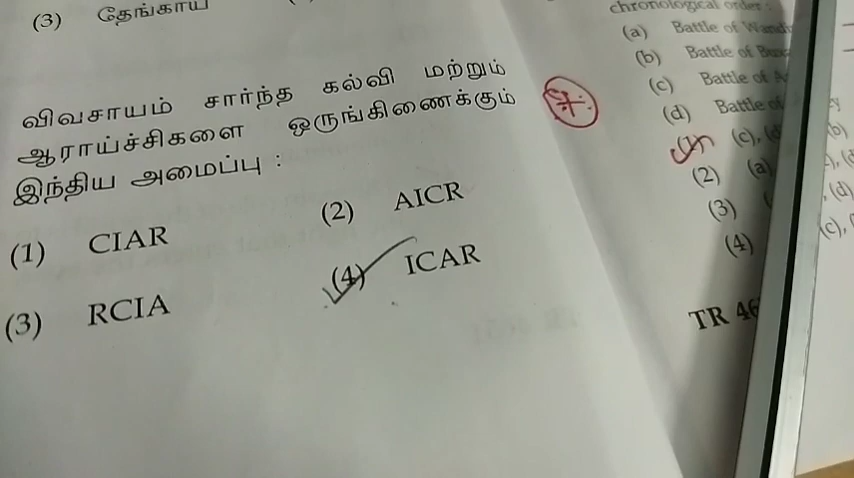 (3) தேங்காய்
விவசாயம் சார்ந்த கல்வி மற்றும்
ஆராய்ச்சிகளை ஒருங்கிணைக்கும்
இந்திய அமைப்பு :
(1) CIAR
(2) AICR
(3) RCIA
(4) ICAR
chronological order :
(a) Battle of
(b) Battle of
(c) Battle of
(d) Battle of
(1) (c),
(2) (a)
(3)
(4)
TR 46
(b)
(d)
(c),